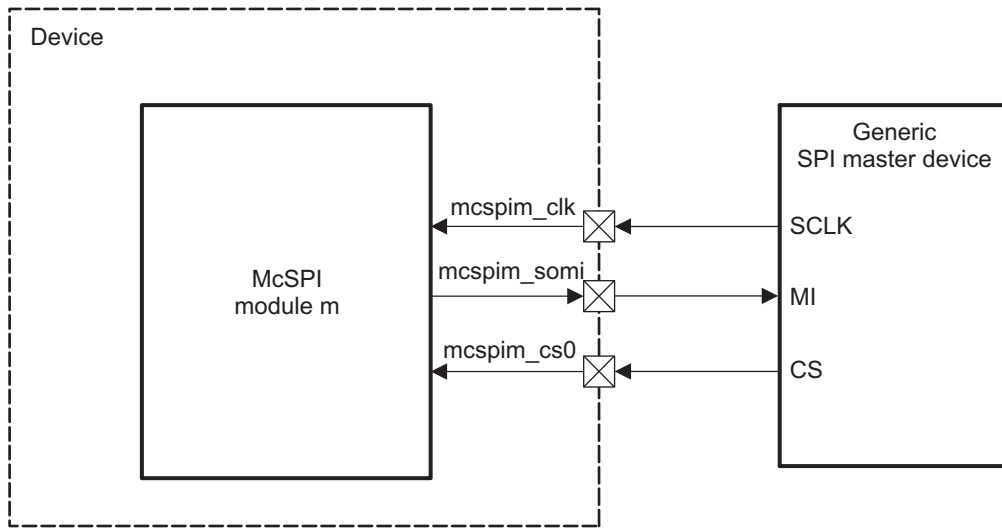 Device
Generic
SPI master device
mcspim_clk
SCLK
McSPI
module m
mcspim_somi
MI
mcspim_cs0
CS